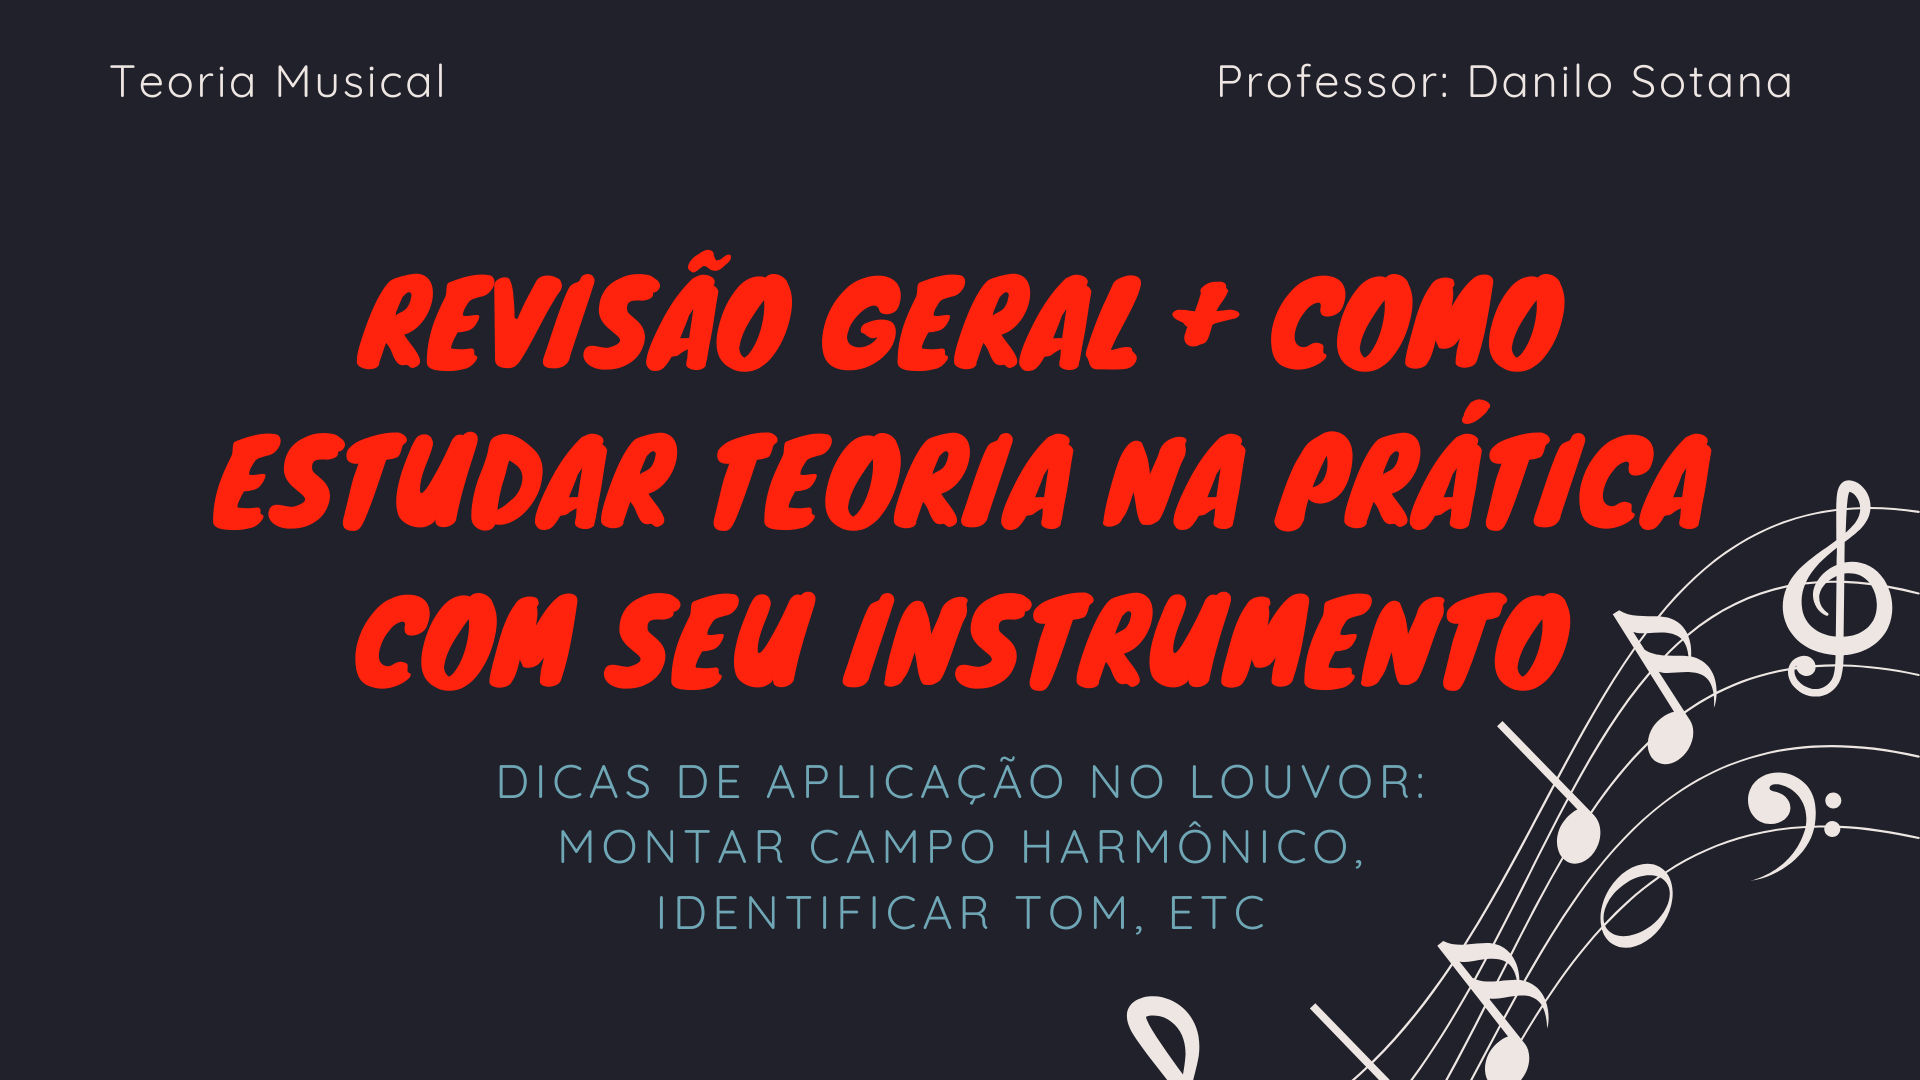 Teoria Musical
Professor: Danilo Sotana
REVISÃO GERAL + COMO
ESTUDAR TEORIA NA PRÁTICA
COM SEU INSTRUMENTO
DICAS DE APLICAÇÃO NO LOUVOR:
MONTAR CAMPO HARMÔNICO,
IDENTIFICAR TOM, ETC